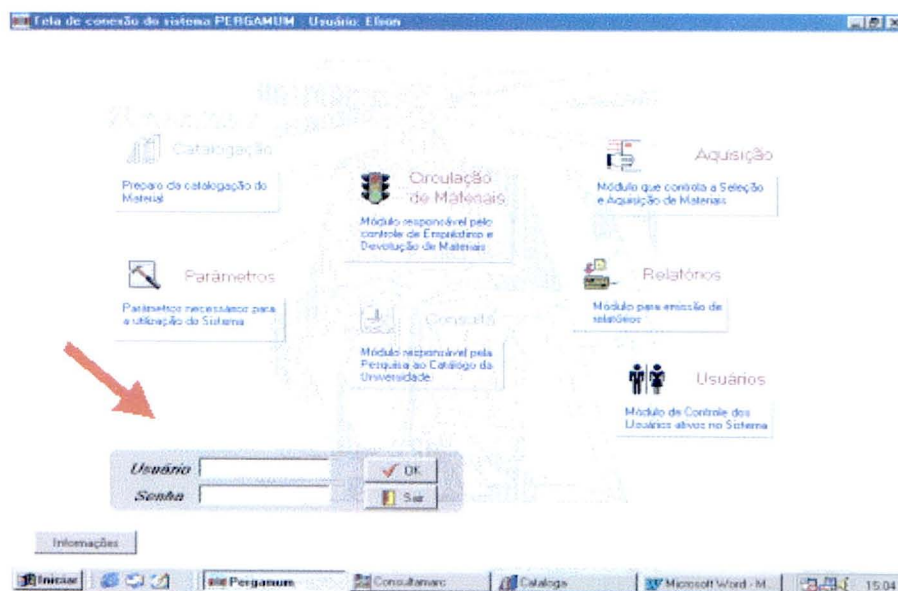 Tela de conexão do sistema PERGAMUM - Usuário: Elson
Catalogação
Preparo da catalogação do
Material
Circulação
de Materiais
Módulo responsável pelo
controle de Empréstimo e
Devolução de Materiais
Aquisição
Módulo que controla a Seleção
e Aquisição de Materiais
Parâmetros
Parâmetros necessários para
a utilização do Sistema
Consulta
Módulo responsável pela
Pesquisa ao Catálogo da
Universidade
Relatórios
Módulo para emissão de
relatórios
Usuários
Módulo de Controle dos
Usuários ativos no Sistema
Usuário
OK
Senha
Sair
Informações
Iniciar
Pergamum
Consultamarc
Cataloga
Microsoft Word - M...
15:04